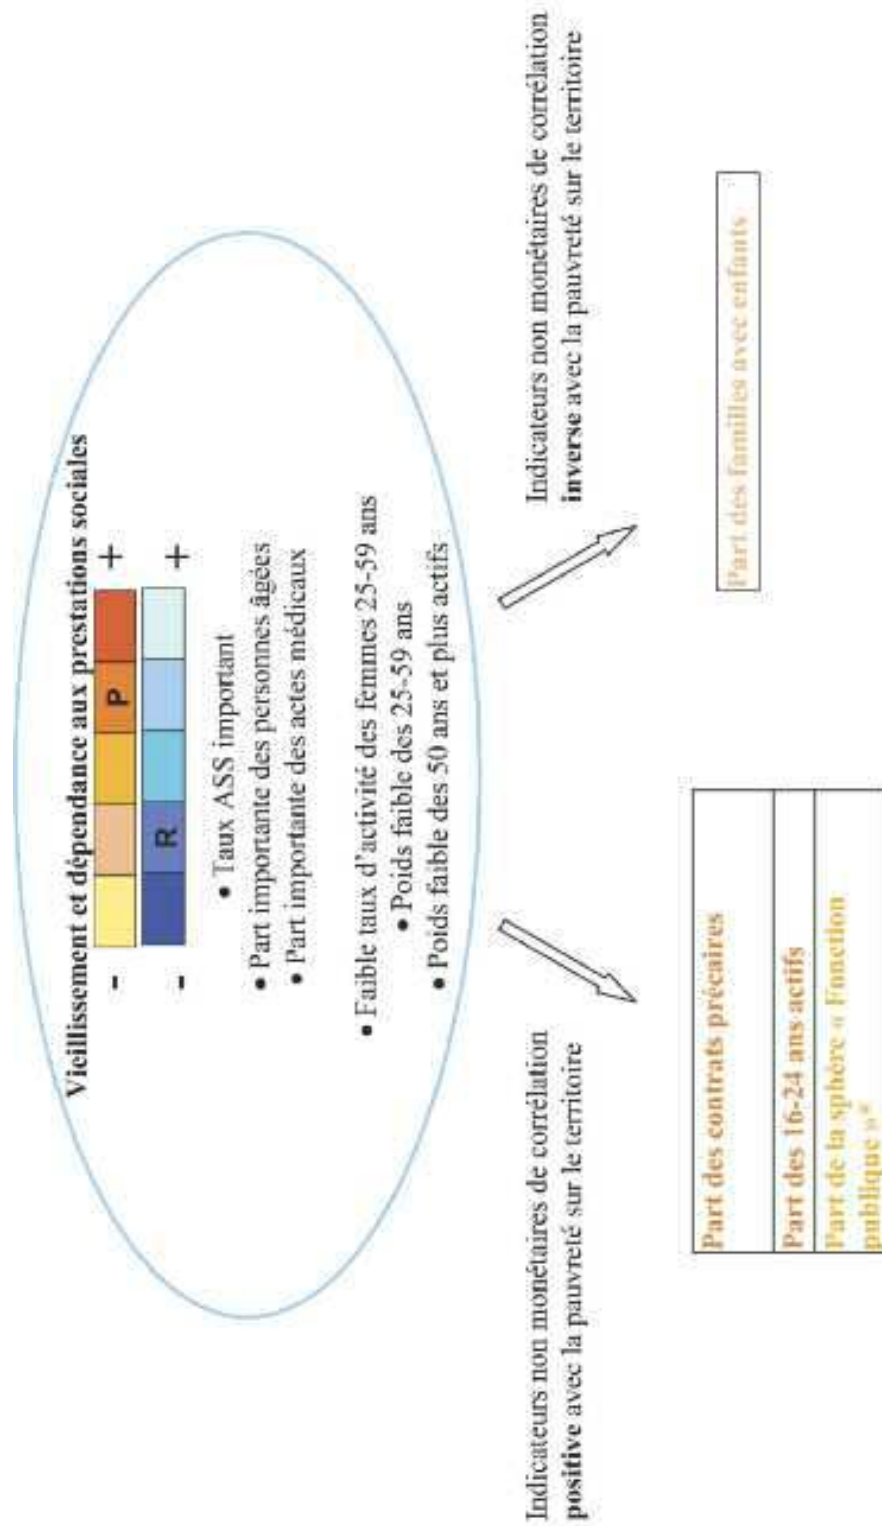 Vieillissement et dépendance aux prestations sociales
- P +
- R +
• Taux ASS important
• Part importante des personnes âgées
• Part importante des actes médicaux
• Faible taux d'activité des femmes 25-59 ans
• Poids faible des 25-59 ans
• Poids faible des 50 ans et plus actifs
Indicateurs non monétaires de corrélation
positive avec la pauvreté sur le territoire
Indicateurs non monétaires de corrélation
inverse avec la pauvreté sur le territoire
Part des contrats précaires
Part des 16-24 ans actifs
Part de la sphère « Fonction
publique »*
Part des familles avec enfants